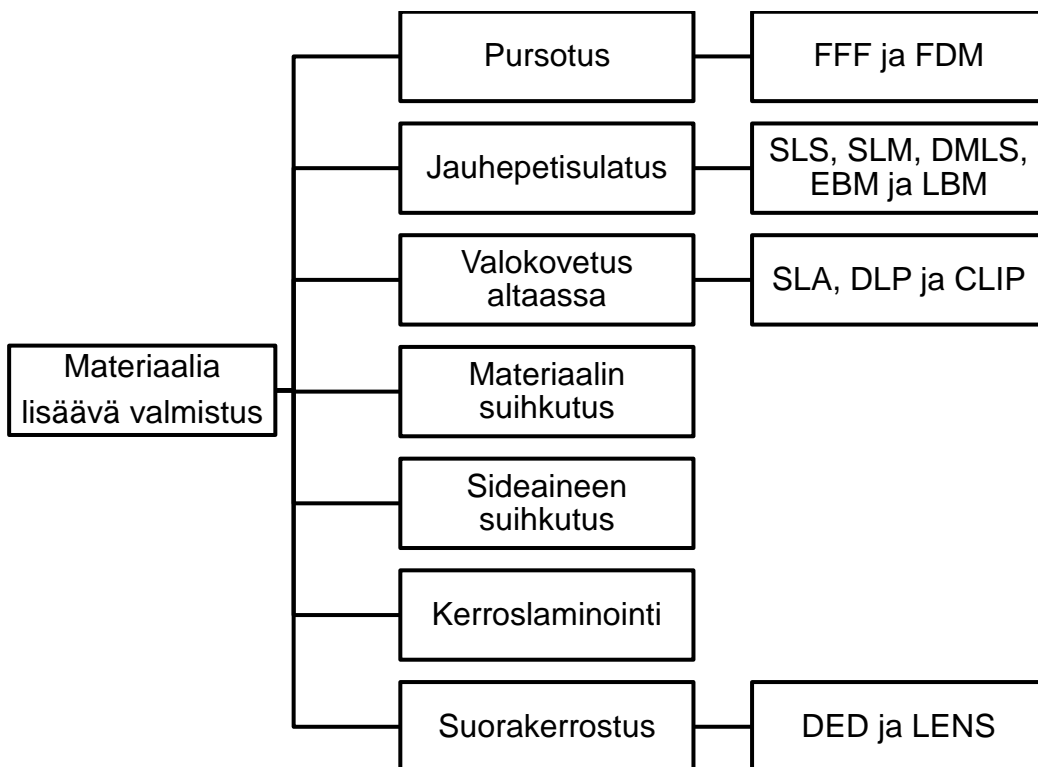 Pursotus
FFF ja FDM
Jauhepetisulatus
SLS, SLM, DMLS,
EBM ja LBM
Valokovetus
altaassa
SLA, DLP ja CLIP
Materiaalia
lisäävä valmistus
Materiaalin
suihkutus
Sideaineen
suihkutus
Kerroslaminointi
Suorakerrostus
DED ja LENS